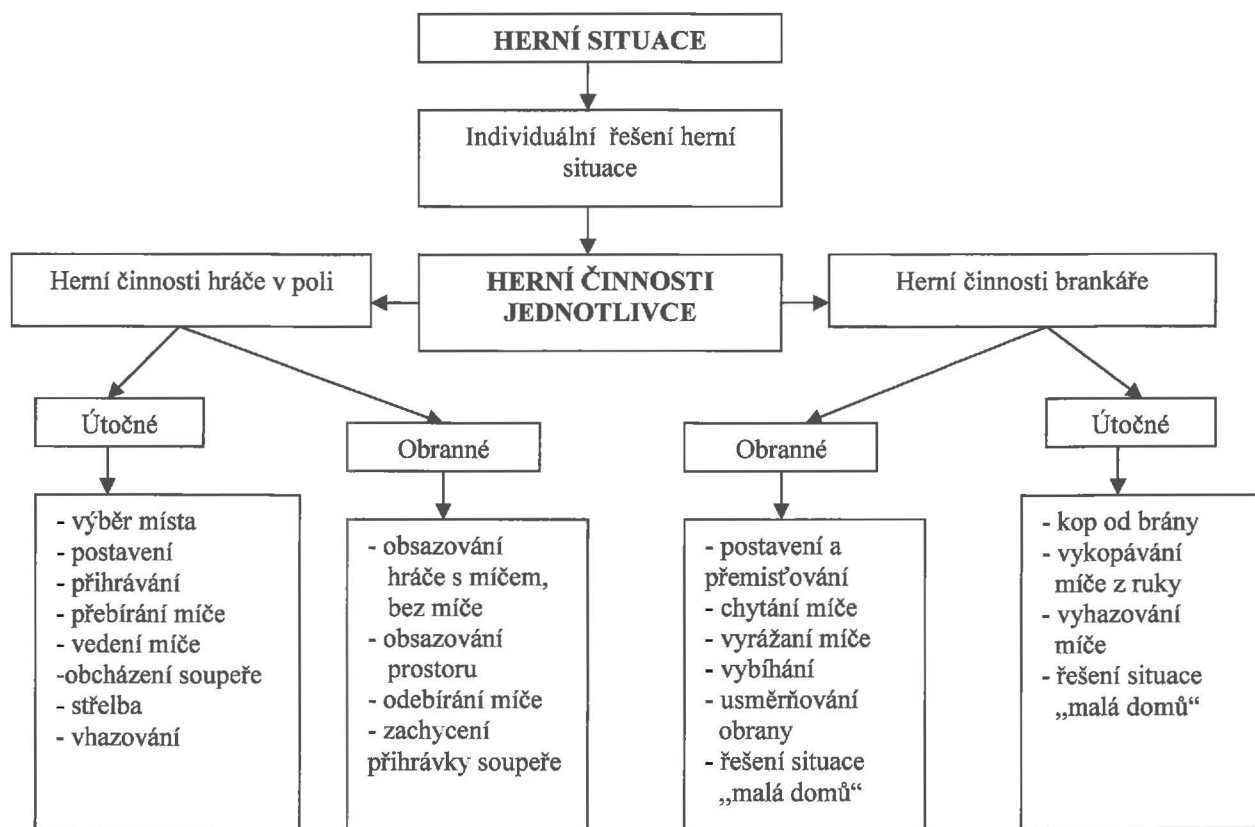 HERNÍ SITUACE
Individuální řešení herní
situace
Herní činnosti hráče v poli
HERNÍ ČINNOSTI
JEDNOTLIVCE
Herní činnosti brankáře
Útočné
Obranné
Obranné
Útočné
- výběr místa
- postavení
- přihrávání
- přebírání míče
- vedení míče
-obcházení soupeře
- střelba
- vhazování
- obsazování
hráče s míčem,
bez míče
- obsazování
prostoru
- odebírání míče
- zachycení
přihrávky soupeře
- postavení a
přemisťování
- chytání míče
- vyrážaní míče
- vybíhání
- usměrňování
obrany
- řešení situace
„malá domů“
- kop od brány
- vykopávání
míče z ruky
- vyhazování
míče
- řešení situace
„malá domů“